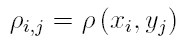 ρ_{i,j} = ρ (x_i, y_j)